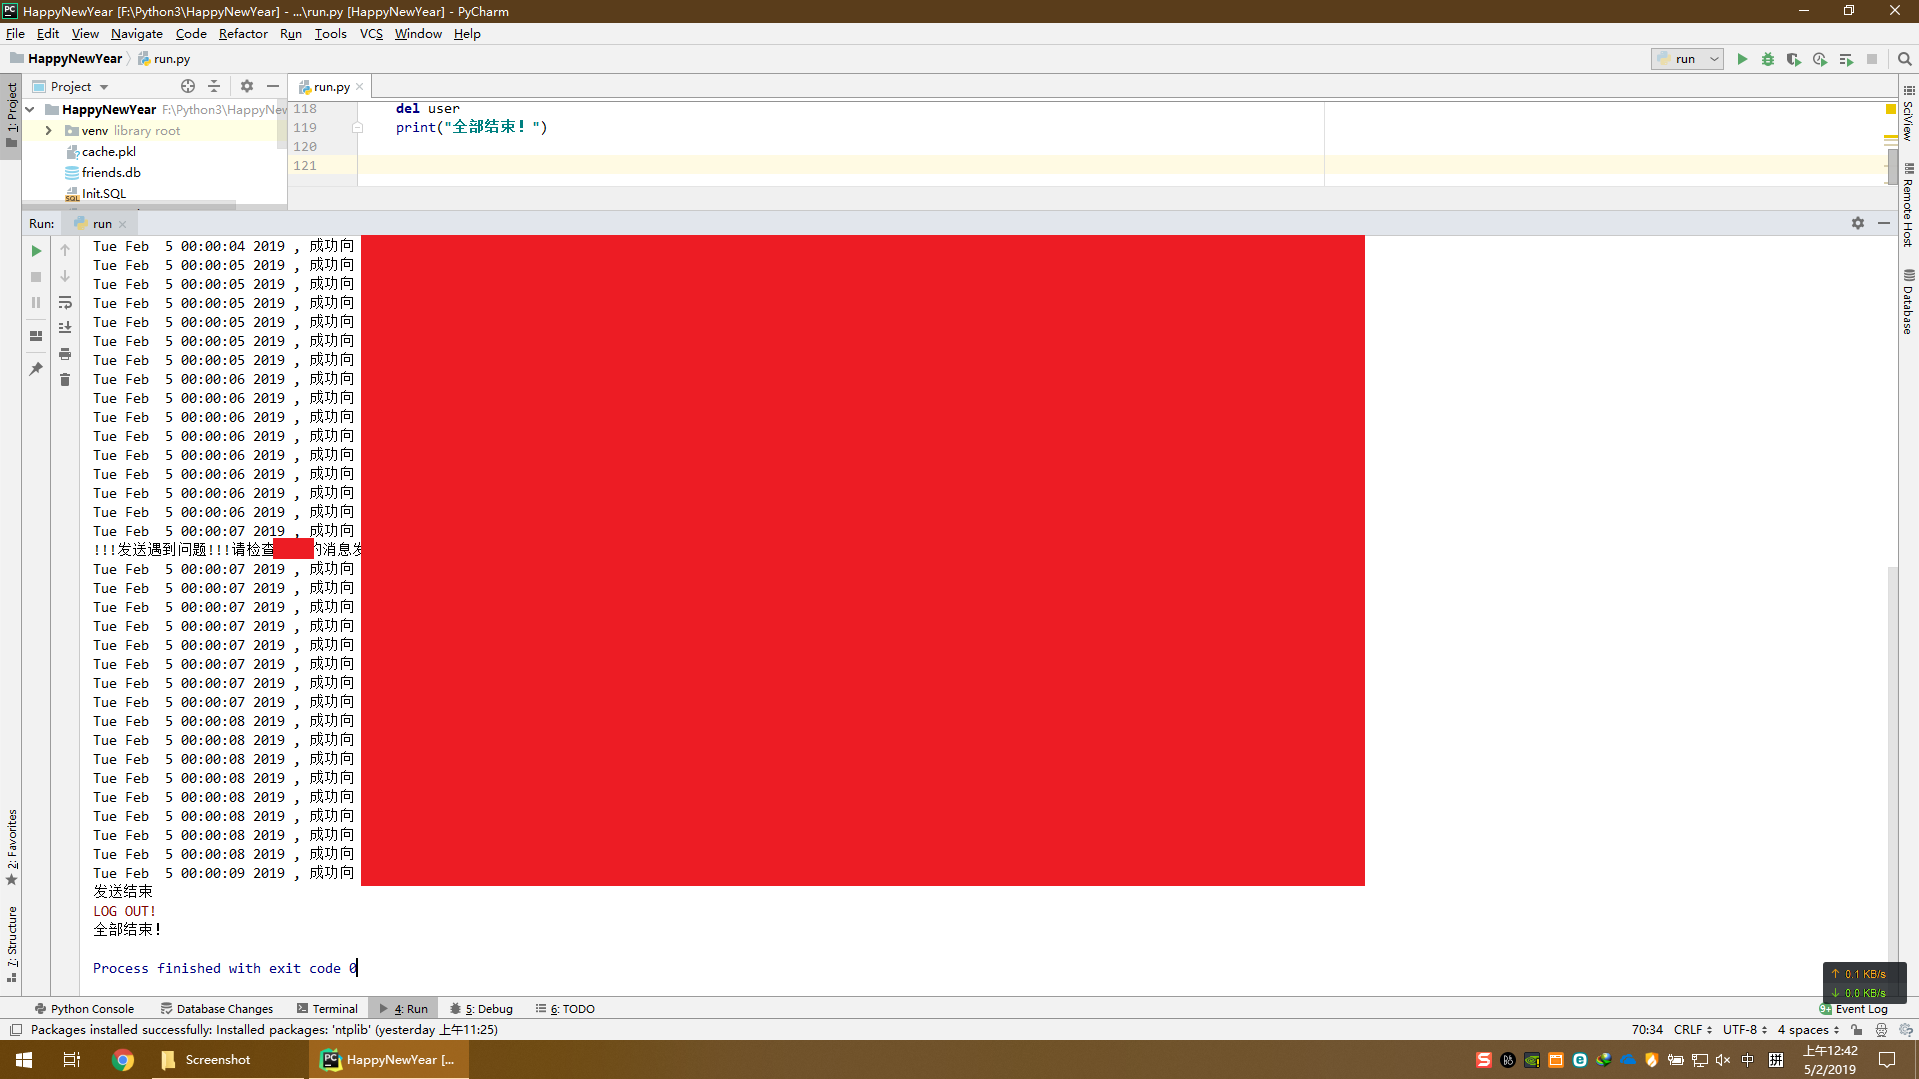 HappyNewYear [F:\Python3\HappyNewYear] - ...\run.py [HappyNewYear] - PyCharm
File Edit View Navigate Code Refactor Run Tools VCS Window Help
HappyNewYear run.py
run
Project
run.py
1: Project
HappyNewYear F:\Python3\HappyNew
venv library root
cache.pkl
friends.db
Init.SQL
118 del user
119 print("全部结束！")
120
121
SciView
Remote Host
Database
Run: run
Tue Feb  5 00:00:04 2019 , 成功向
Tue Feb  5 00:00:05 2019 , 成功向
Tue Feb  5 00:00:05 2019 , 成功向
Tue Feb  5 00:00:05 2019 , 成功向
Tue Feb  5 00:00:05 2019 , 成功向
Tue Feb  5 00:00:05 2019 , 成功向
Tue Feb  5 00:00:05 2019 , 成功向
Tue Feb  5 00:00:06 2019 , 成功向
Tue Feb  5 00:00:06 2019 , 成功向
Tue Feb  5 00:00:06 2019 , 成功向
Tue Feb  5 00:00:06 2019 , 成功向
Tue Feb  5 00:00:06 2019 , 成功向
Tue Feb  5 00:00:06 2019 , 成功向
Tue Feb  5 00:00:06 2019 , 成功向
Tue Feb  5 00:00:06 2019 , 成功向
Tue Feb  5 00:00:07 2019 , 成功向
!!!发送遇到问题!!!请检查 的消息发
Tue Feb  5 00:00:07 2019 , 成功向
Tue Feb  5 00:00:07 2019 , 成功向
Tue Feb  5 00:00:07 2019 , 成功向
Tue Feb  5 00:00:07 2019 , 成功向
Tue Feb  5 00:00:07 2019 , 成功向
Tue Feb  5 00:00:07 2019 , 成功向
Tue Feb  5 00:00:07 2019 , 成功向
Tue Feb  5 00:00:07 2019 , 成功向
Tue Feb  5 00:00:08 2019 , 成功向
Tue Feb  5 00:00:08 2019 , 成功向
Tue Feb  5 00:00:08 2019 , 成功向
Tue Feb  5 00:00:08 2019 , 成功向
Tue Feb  5 00:00:08 2019 , 成功向
Tue Feb  5 00:00:08 2019 , 成功向
Tue Feb  5 00:00:08 2019 , 成功向
Tue Feb  5 00:00:08 2019 , 成功向
Tue Feb  5 00:00:09 2019 , 成功向
发送结束
LOG OUT!
全部结束！
Process finished with exit code 0
2: Favorites
7: Structure
↑ 0.1 KB/s
↓ 0.0 KB/s
Python Console Database Changes Terminal 4: Run 5: Debug 6: TODO 9+ Event Log
Packages installed successfully: Installed packages: 'ntplib' (yesterday 上午11:25) 70:34 CRLF UTF-8 4 spaces
Screenshot HappyNewYear [... 中 拼 上午12:42
5/2/2019